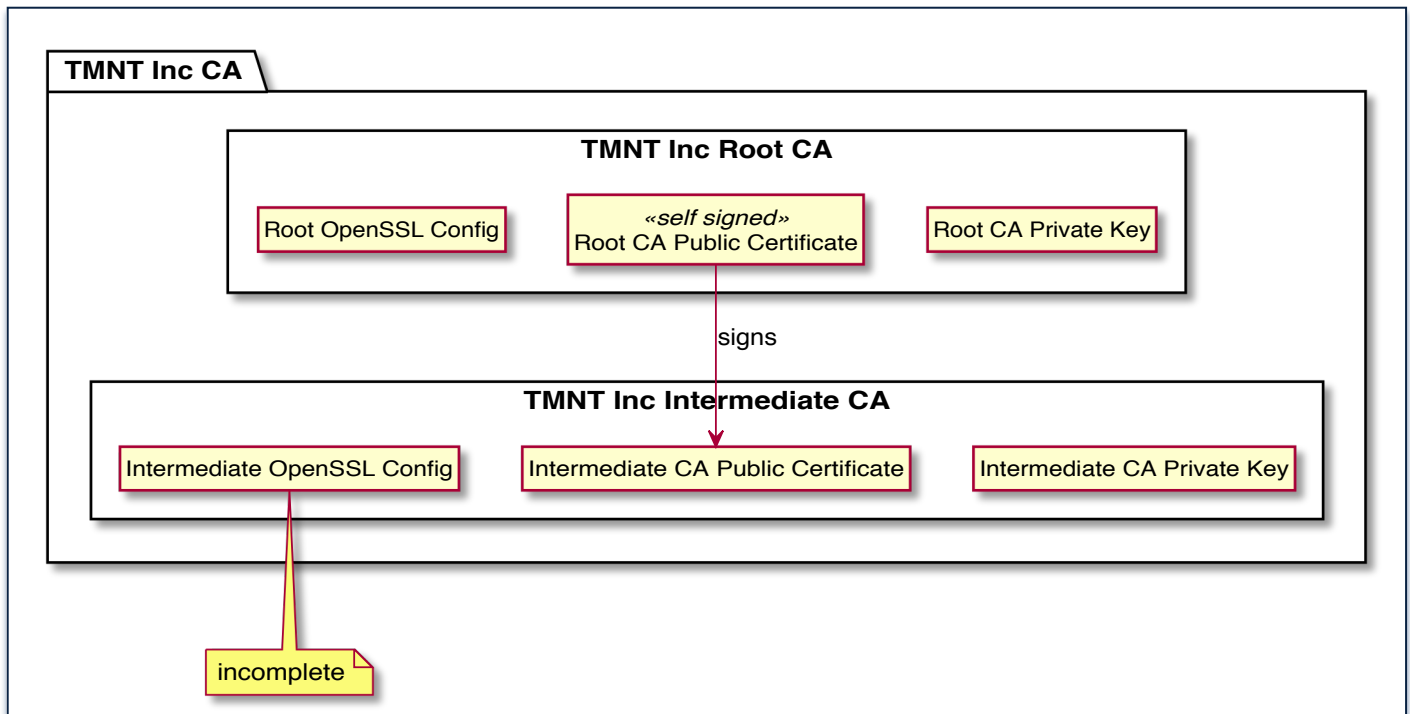 TMNT Inc CA
TMNT Inc Root CA
Root OpenSSL Config
«self signed»
Root CA Public Certificate
Root CA Private Key
signs
TMNT Inc Intermediate CA
Intermediate OpenSSL Config
Intermediate CA Public Certificate
Intermediate CA Private Key
incomplete